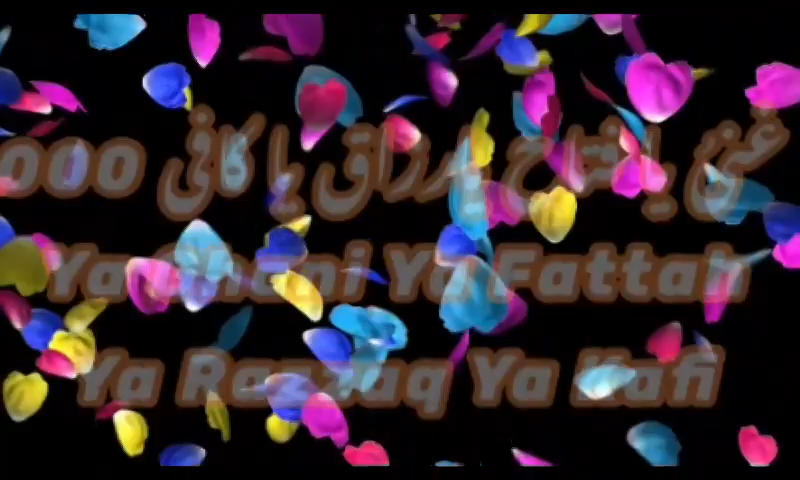 غنیُ یا فتاح یا رزاق یا کافی 000
Ya Ghani Ya Fattah
Ya Razzaq Ya Kafi